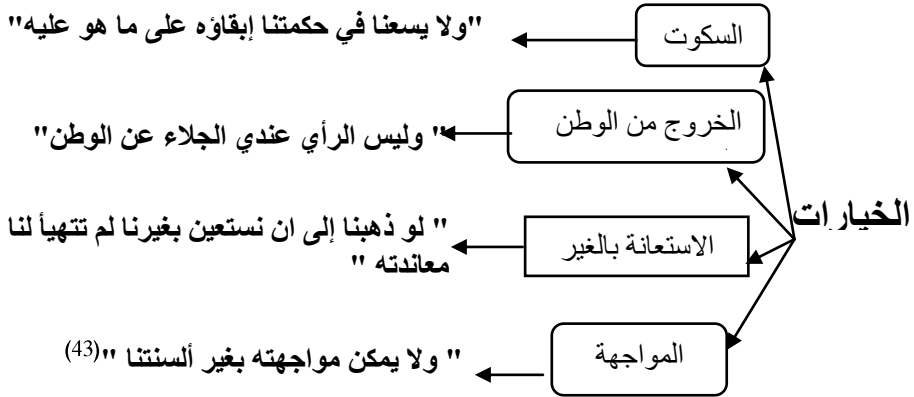 الخيارات
السكوت
"ولا يسعنا في حكمتنا إبقاؤه على ما هو عليه"
الخروج من الوطن
" وليس الرأي عندي الجلاء عن الوطن"
الاستعانة بالغير
" لو ذهبنا إلى ان نستعين بغيرنا لم تتهيأ لنا
معاندته "
المواجهة
" ولا يمكن مواجهته بغير ألسنتنا "(43)